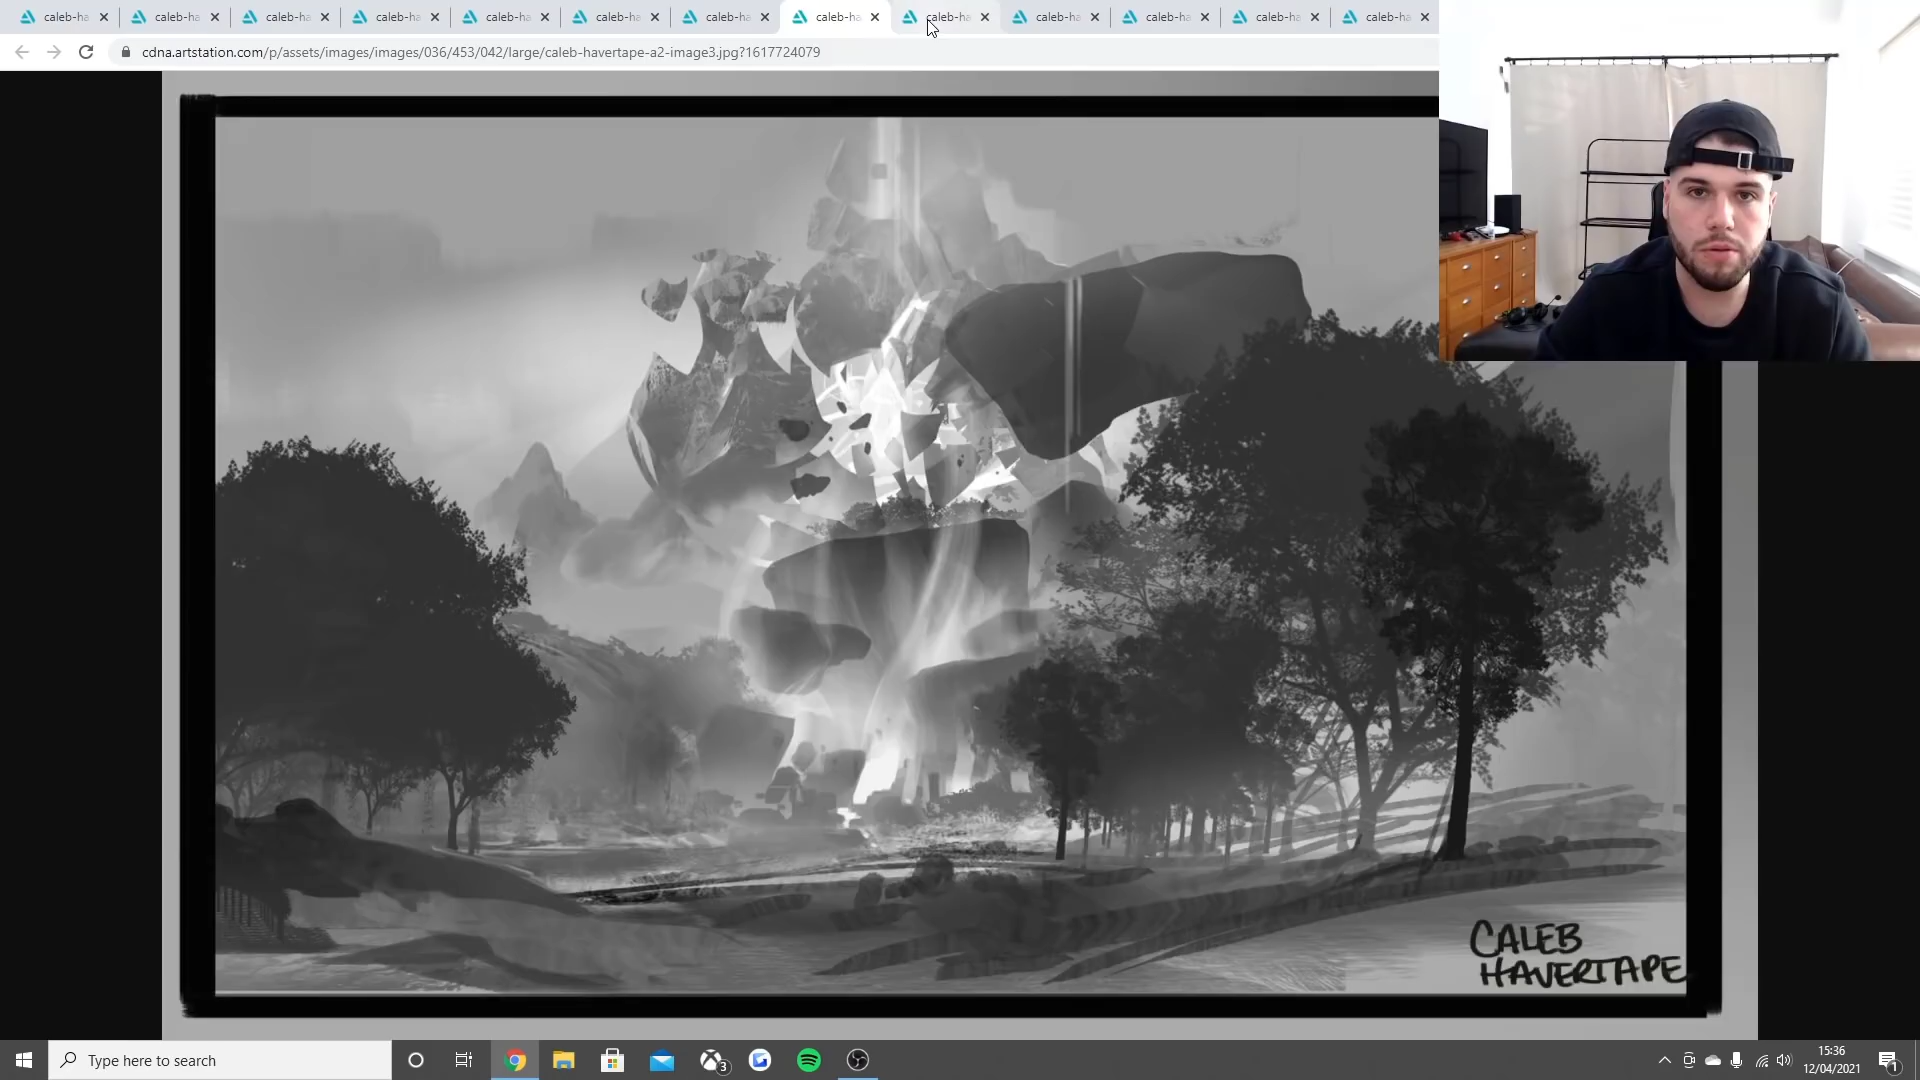 caleb-ha caleb-ha caleb-ha caleb-ha caleb-ha caleb-ha caleb-ha caleb-ha caleb-ha caleb-ha caleb-ha caleb-ha caleb-ha
cdna.artstation.com/p/assets/images/images/036/453/042/large/caleb-havertape-a2-image3.jpg?1617724079
CALEB
HAVERTAPE
Type here to search
3
15:36
12/04/2021
1